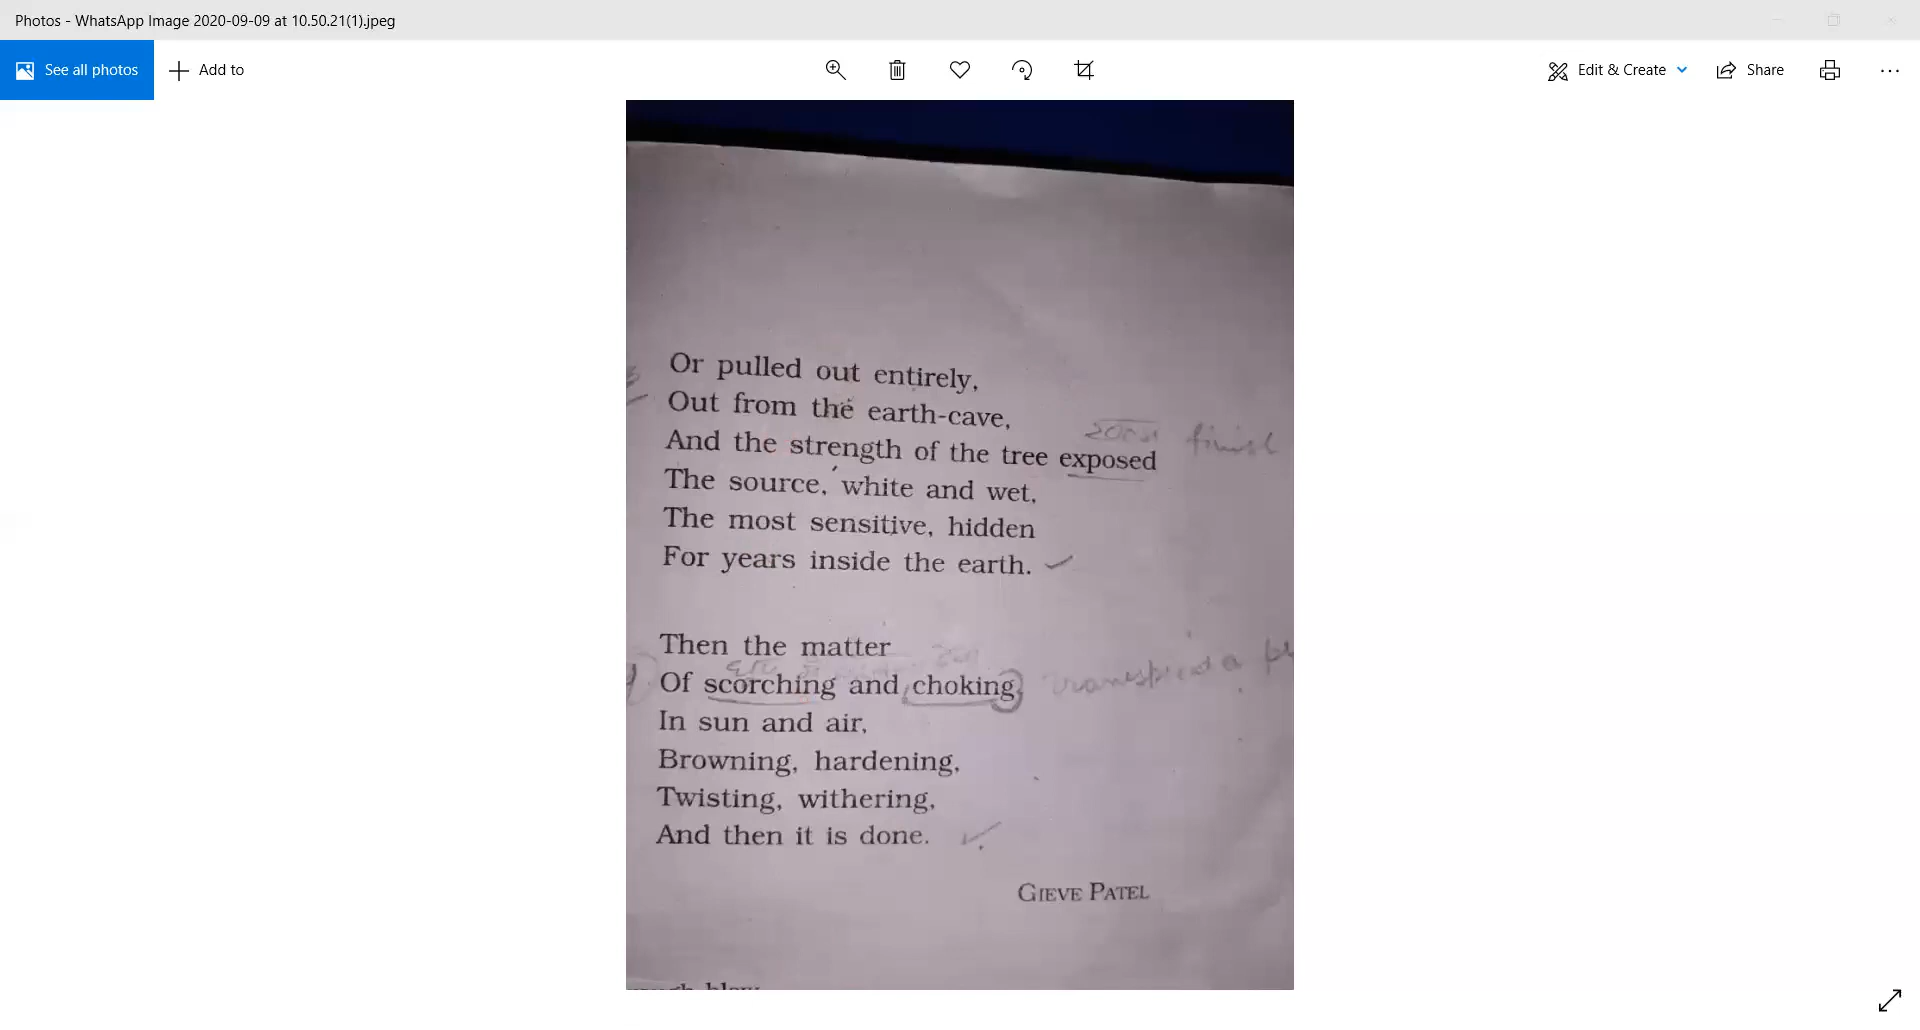 Photos - WhatsApp Image 2020-09-09 at 10.50.21(1).jpeg
See all photos
Add to
Edit & Create
Share
Or pulled out entirely,
Out from the earth-cave,
finish
And the strength of the tree exposed
The source, white and wet,
The most sensitive, hidden
For years inside the earth.
Then the matter
Of scorching and choking
In sun and air,
Browning, hardening,
Twisting, withering,
And then it is done.
GIEVE PATEL